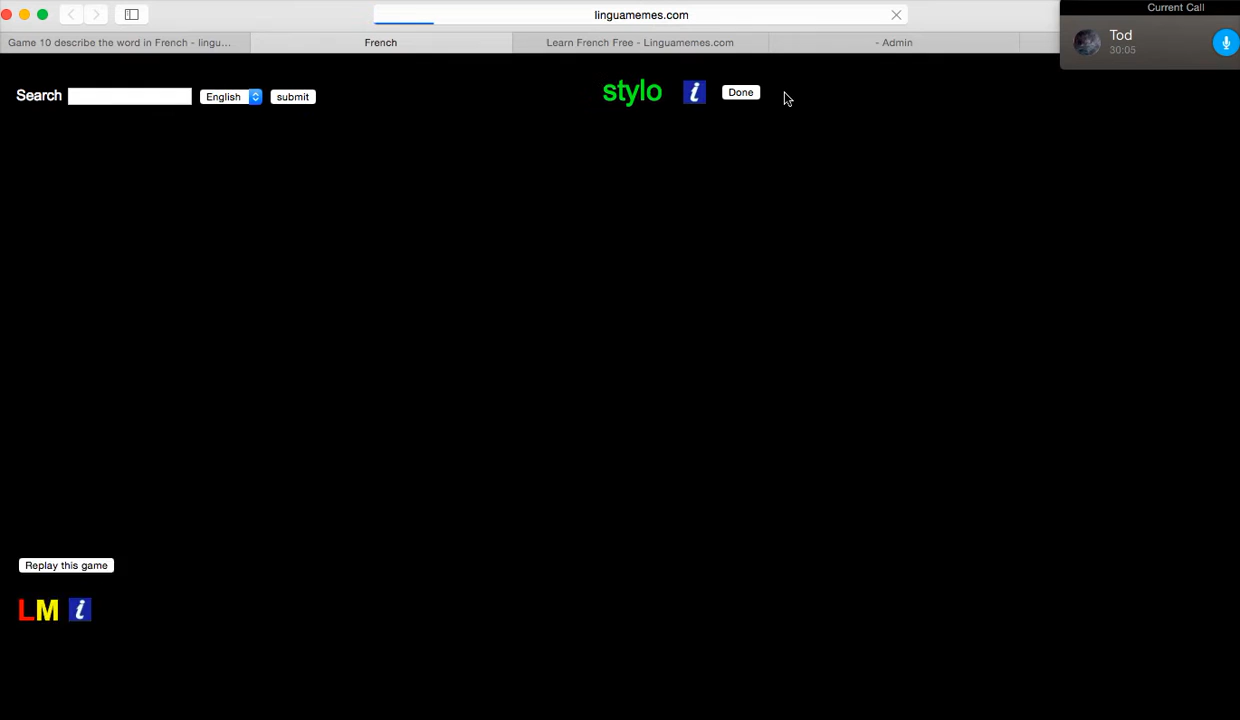 linguamemes.com
Current Call
Game 10 describe the word in French - lingu...
French
Learn French Free - Linguamemes.com
- Admin
Tod
30:05
Search
English
submit
stylo
i
Done
Replay this game
LM
i